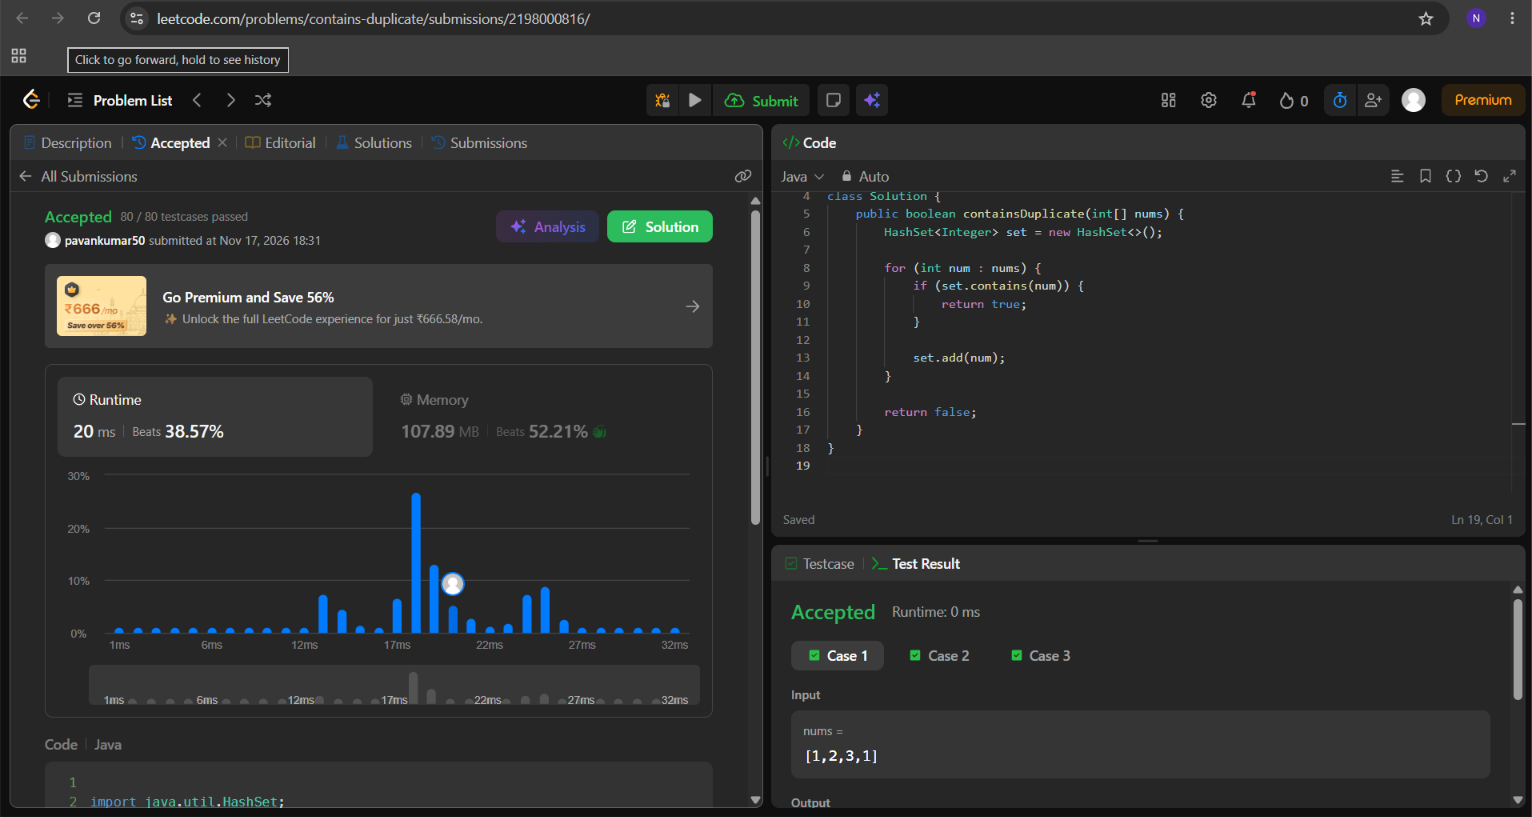 leetcode.com/problems/contains-duplicate/submissions/2198000816/
N
Click to go forward, hold to see history
Problem List
Submit
0
Premium
Description
Accepted
Editorial
Solutions
Submissions
All Submissions
Accepted 80 / 80 testcases passed
pavankumar50 submitted at Nov 17, 2026 18:31
Analysis
Solution
₹666 /mo
Save over 56%
Go Premium and Save 56%
✨ Unlock the full LeetCode experience for just ₹666.58/mo.
Runtime
20 ms Beats 38.57%
Memory
107.89 MB Beats 52.21%
30%
20%
10%
0%
1ms 6ms 12ms 17ms 22ms 27ms 32ms
1ms 6ms 12ms 17ms 22ms 27ms 32ms
Code Java
1
2 import java.util.HashSet;
</> Code
Java Auto
4 class Solution {
5 public boolean containsDuplicate(int[] nums) {
6 HashSet<Integer> set = new HashSet<>();
7
8 for (int num : nums) {
9 if (set.contains(num)) {
10 return true;
11 }
12
13 set.add(num);
14 }
15
16 return false;
17 }
18 }
19
Saved
Ln 19, Col 1
Testcase
Test Result
Accepted Runtime: 0 ms
Case 1 Case 2 Case 3
Input
nums =
[1,2,3,1]
Output